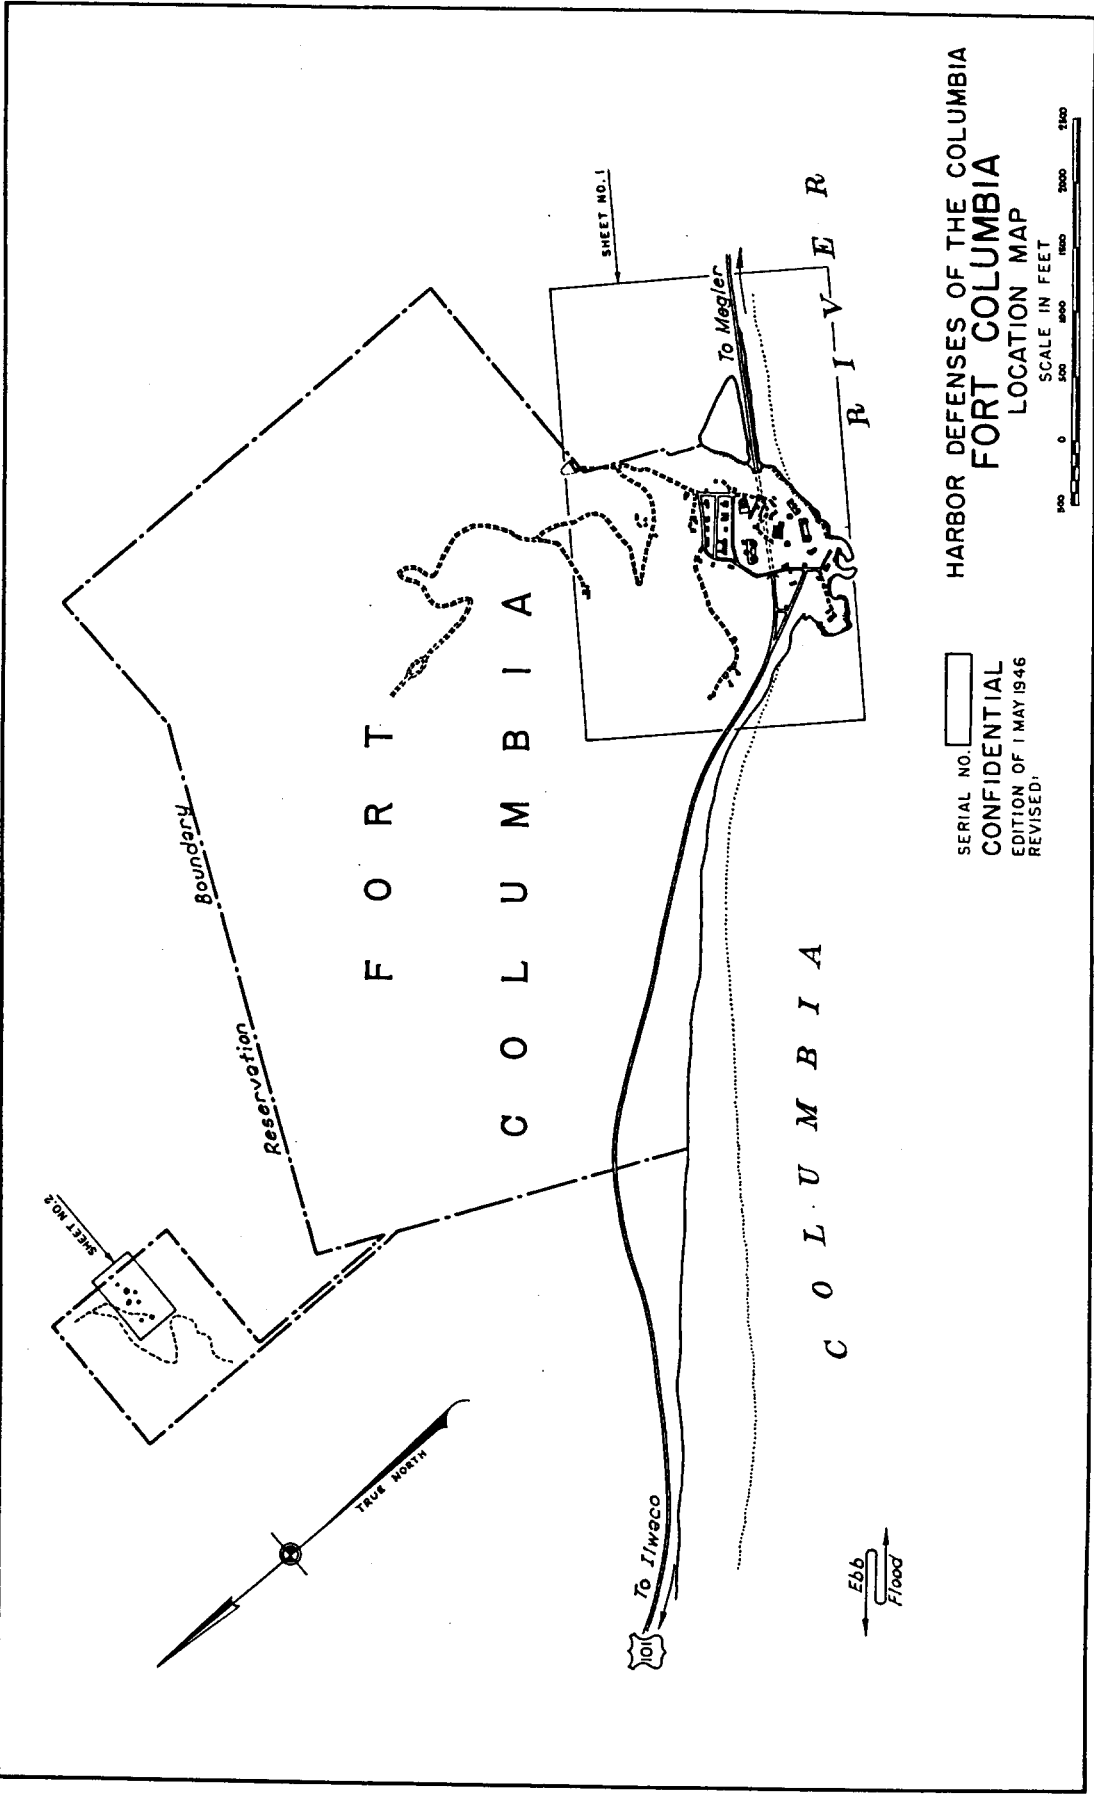 SHEET NO. 2
Reservation Boundary
FORT
COLUMBIA
SHEET NO. 1
TRUE NORTH
To Ilwaco
101
To Megler
COLUMBIA RIVER
Ebb
Flood
SERIAL NO.
CONFIDENTIAL
EDITION OF 1 MAY 1946
REVISED:
HARBOR DEFENSES OF THE COLUMBIA
FORT COLUMBIA
LOCATION MAP
SCALE IN FEET
500 0 500 1000 1500 2000 2500